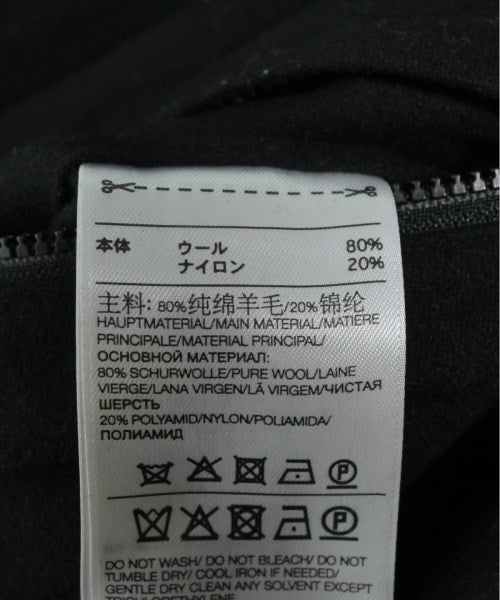 本体 ウール 80%
ナイロン 20%
主料: 80%纯绵羊毛/20%锦纶
HAUPTMATERIAL/MAIN MATERIAL/MATIÈRE
PRINCIPALE/MATERIAL PRINCIPAL/
ОСНОВНОЙ МАТЕРИАЛ:
80% SCHURWOLLE/PURE WOOL/LAINE
VIERGE/LANA VIRGEN/LÃ VIRGEM/ЧИСТАЯ
ШЕРСТЬ
20% POLYAMID/NYLON/POLIAMIDA/
ПОЛИАМИД
P
P
DO NOT WASH/ DO NOT BLEACH/ DO NOT
TUMBLE DRY/ COOL IRON IF NEEDED/
GENTLE DRY CLEAN ANY SOLVENT EXCEPT
TRICHLORETHYLENE